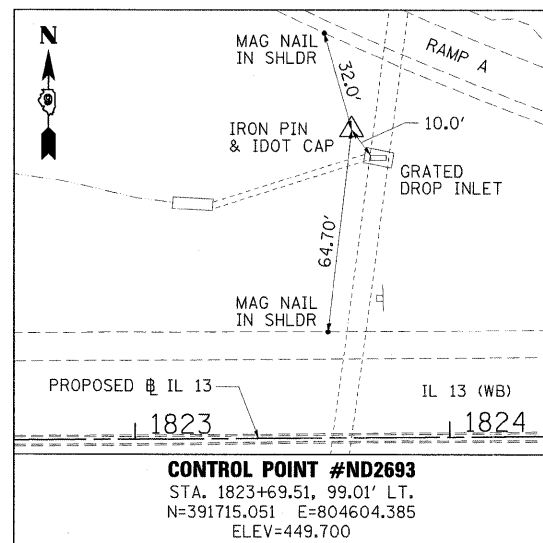 N
MAG NAIL
IN SHLDR
RAMP A
32.0'
IRON PIN
& IDOT CAP
10.0'
GRATED
DROP INLET
64.70'
MAG NAIL
IN SHLDR
PROPOSED ℄ IL 13
IL 13 (WB)
1823
1824
CONTROL POINT #ND2693
STA. 1823+69.51, 99.01' LT.
N=391715.051 E=804604.385
ELEV=449.700